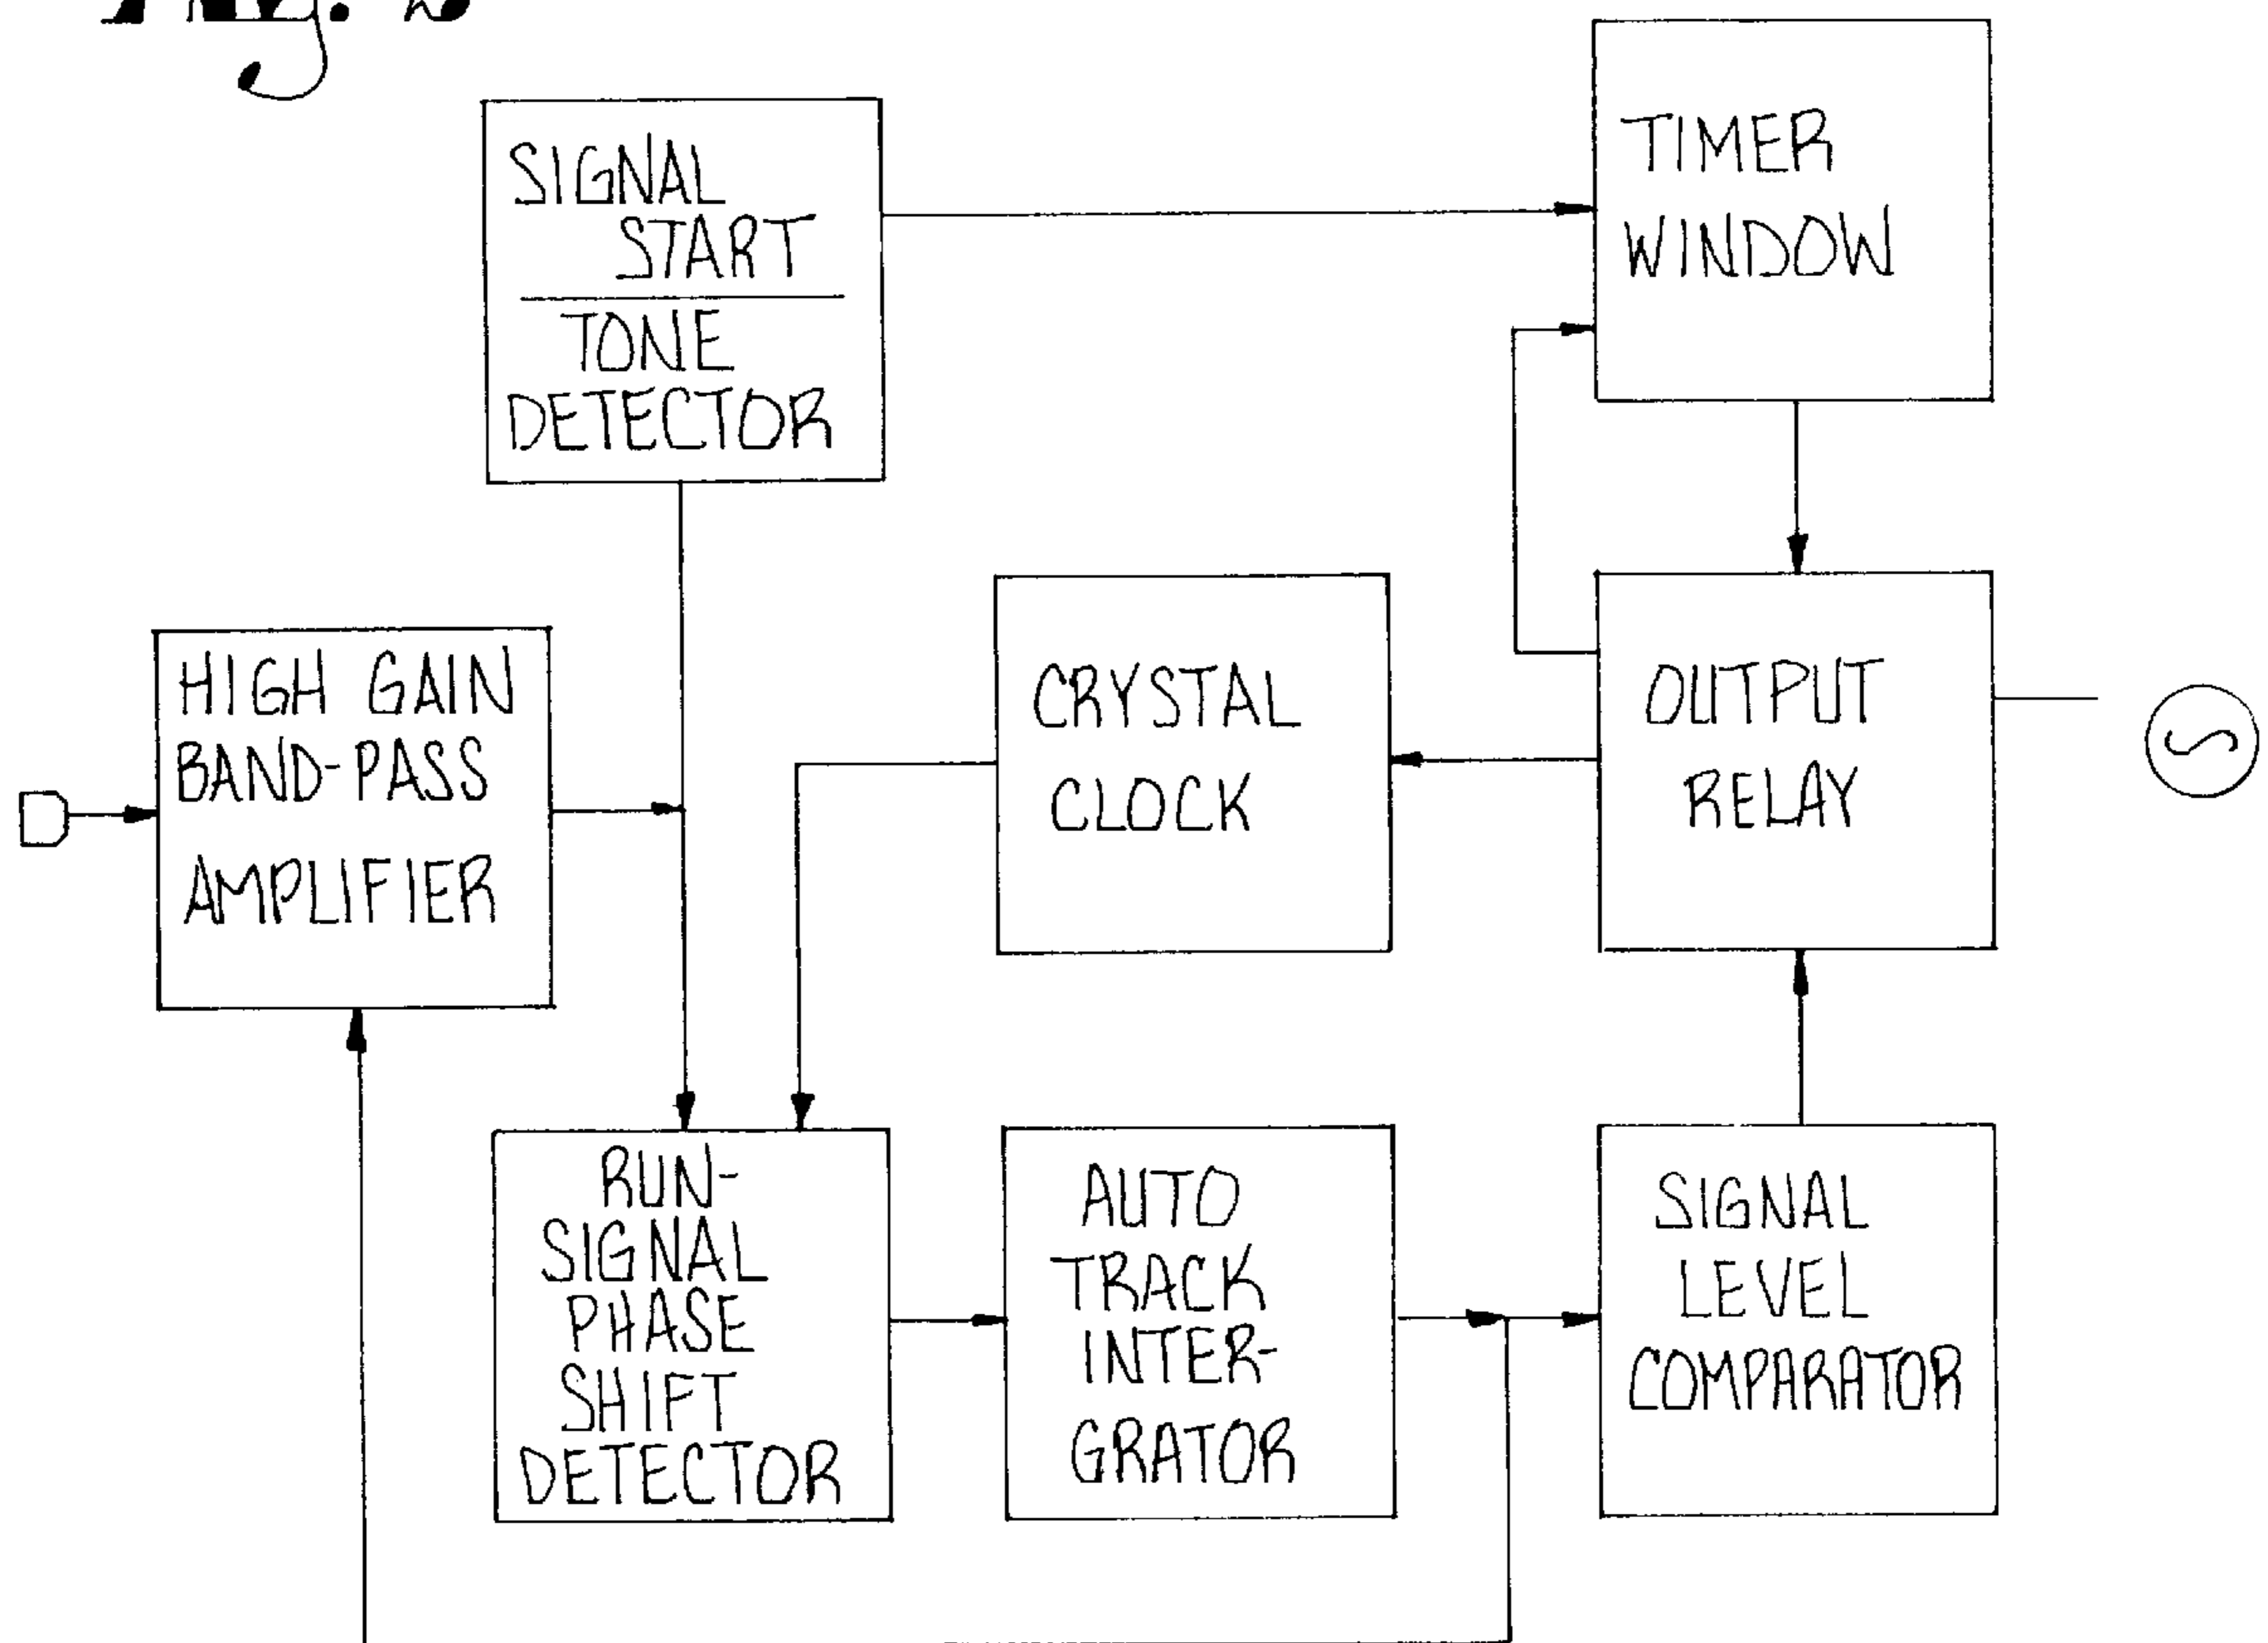 SIGNAL
START
TONE
DETECTOR
TIMER
WINDOW
HIGH GAIN
BAND-PASS
AMPLIFIER
CRYSTAL
CLOCK
OUTPUT
RELAY
S
RUN-
SIGNAL
PHASE
SHIFT
DETECTOR
AUTO
TRACK
INTER-
GRATOR
SIGNAL
LEVEL
COMPARATOR